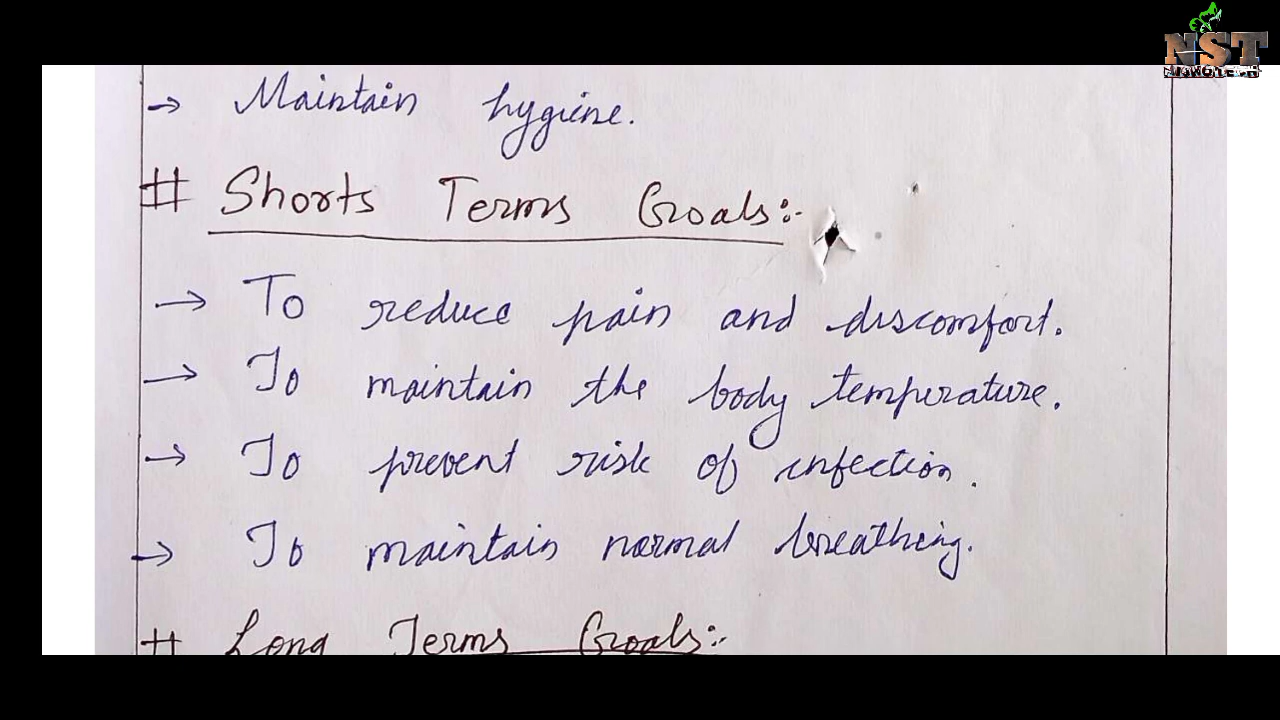 NST
→ Maintain hygiene.
# Shorts Terms Goals:-
→ To reduce pain and discomfort.
→ To maintain the body temperature.
→ To prevent risk of infection.
→ To maintain normal breathing.
# Long Terms Goals:-